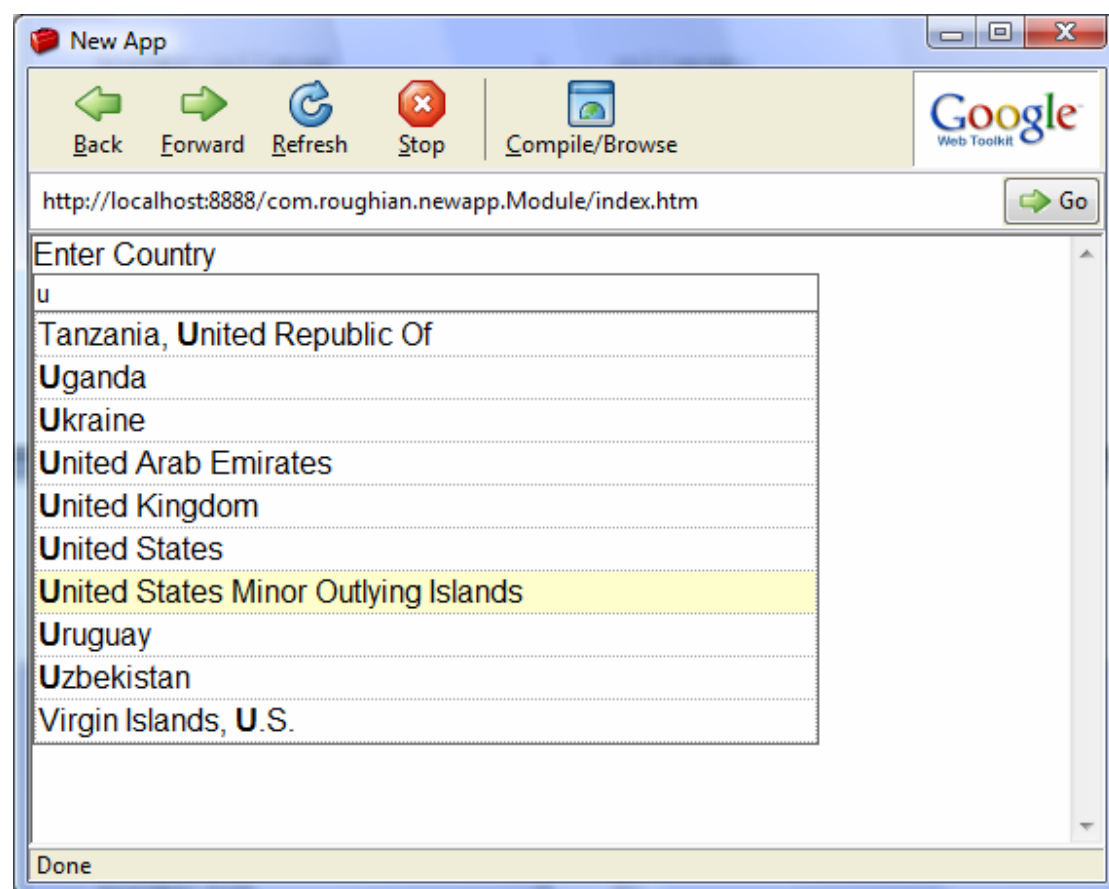 New App
Back Forward Refresh Stop Compile/Browse
Google
Web Toolkit
http://localhost:8888/com.roughian.newapp.Module/index.htm Go
Enter Country
u
Tanzania, United Republic Of
Uganda
Ukraine
United Arab Emirates
United Kingdom
United States
United States Minor Outlying Islands
Uruguay
Uzbekistan
Virgin Islands, U.S.
Done